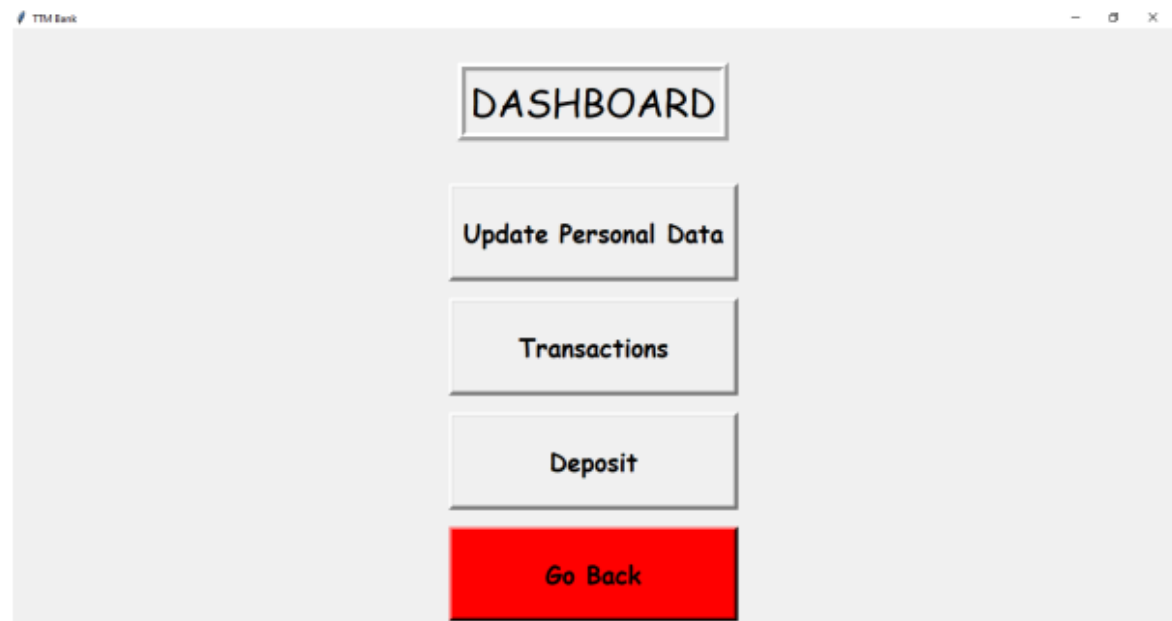 TTM Bank
DASHBOARD
Update Personal Data
Transactions
Deposit
Go Back